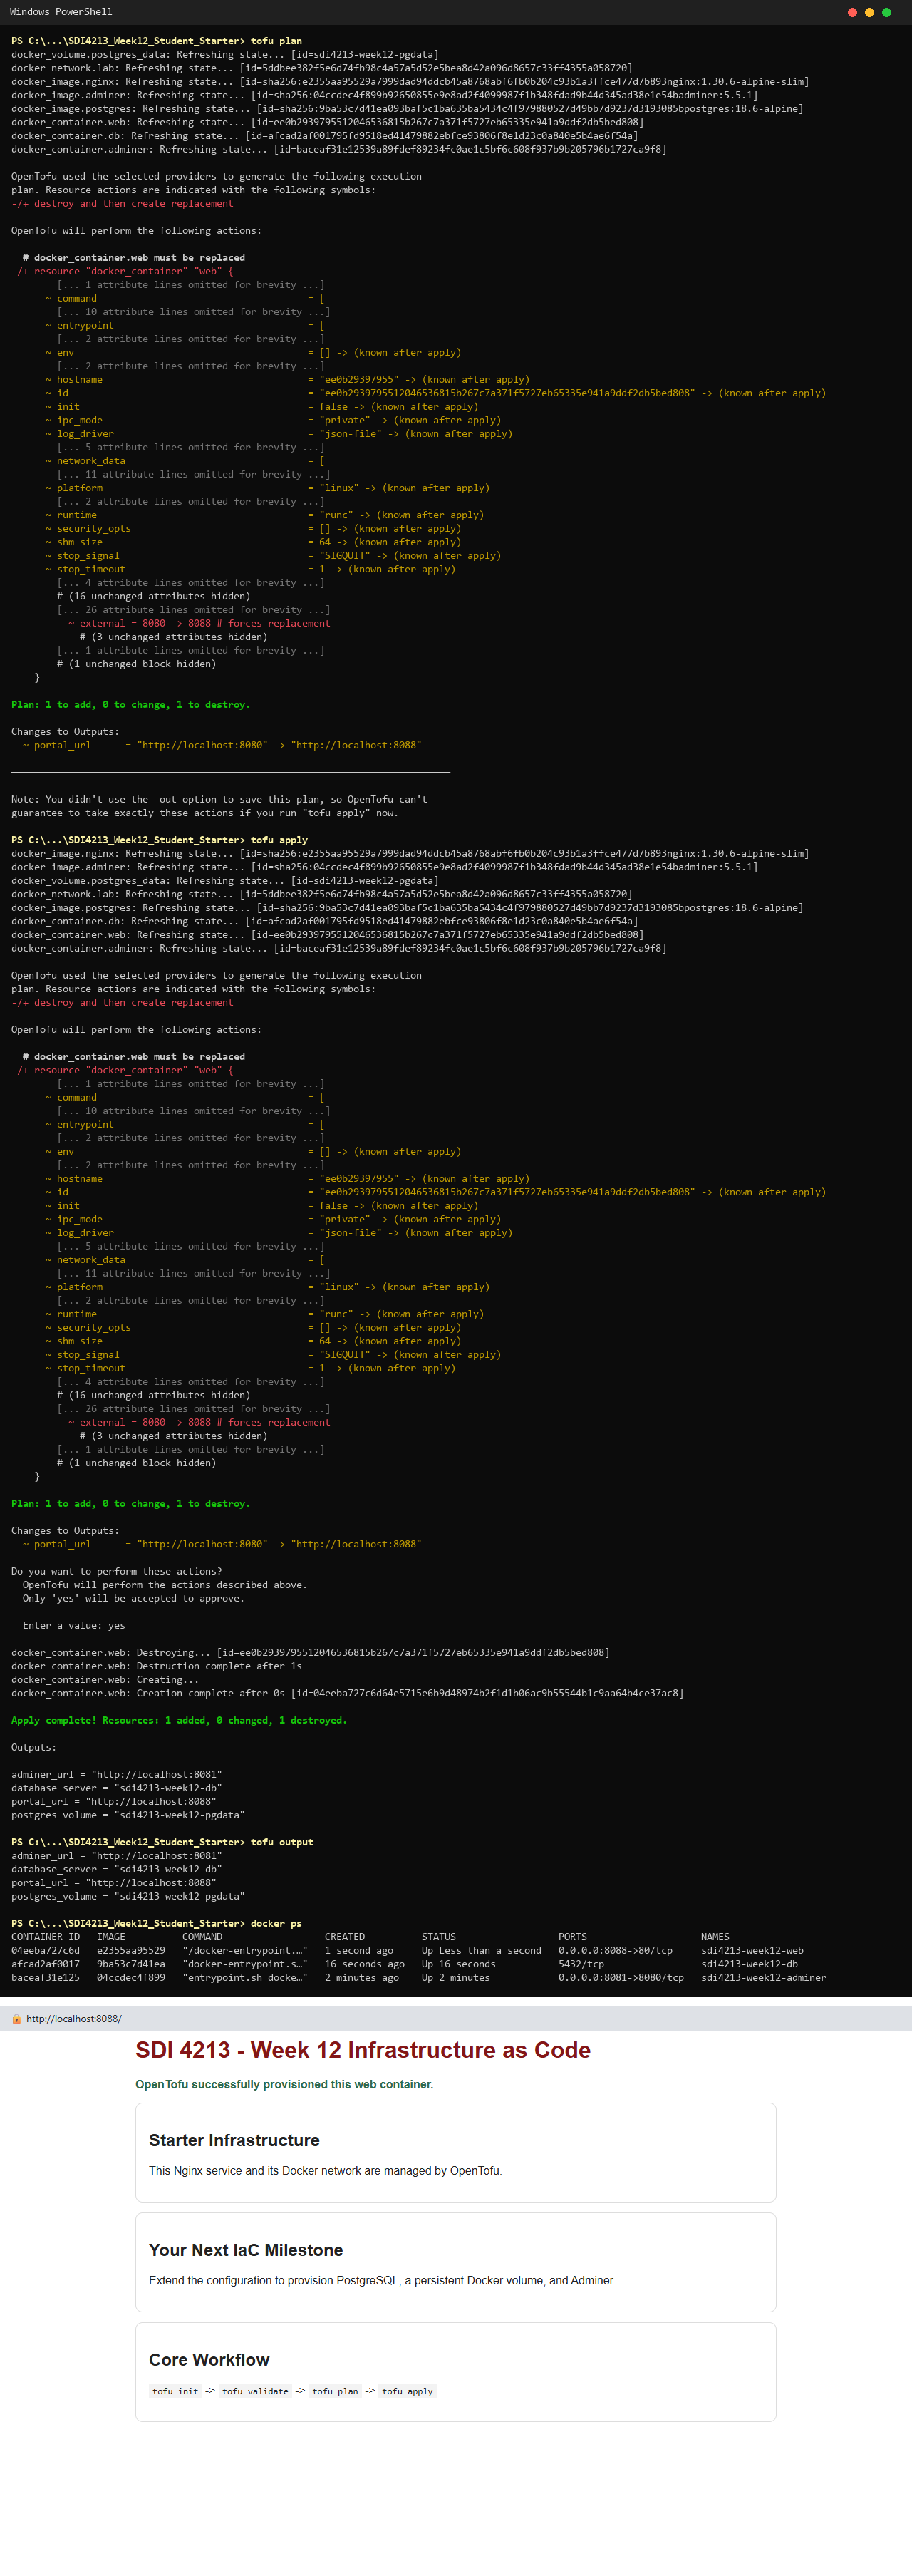 Windows PowerShell
PS C:\...\SDI4213_Week12_Student_Starter> tofu plan
docker_volume.postgres_data: Refreshing state... [id=sdi4213-week12-pgdata]
docker_network.lab: Refreshing state... [id=5ddbee382f5e6d74fb98c4a57a5d52e5bea8d42a096d8657c33ff4355a058720]
docker_image.nginx: Refreshing state... [id=sha256:e2355aa95529a7999dad94ddcb45a8768abf6fb0b204c93b1a3ffce477d7b893nginx:1.30.6-alpine-slim]
docker_image.adminer: Refreshing state... [id=sha256:04ccdec4f899b92650855e9e8ad2f4099987f1b348fdad9b44d345ad38e1e54badminer:5.5.1]
docker_image.postgres: Refreshing state... [id=sha256:9ba53c7d41ea093baf5c1ba635ba5434c4f979880527d49bb7d9237d3193085bpostgres:18.6-alpine]
docker_container.web: Refreshing state... [id=ee0b2939795512046536815b267c7a371f5727eb65335e941a9ddf2db5bed808]
docker_container.db: Refreshing state... [id=afcad2af001795fd9518ed41479882ebfce93806f8e1d23c0a840e5b4ae6f54a]
docker_container.adminer: Refreshing state... [id=baceaf31e12539a89fdef89234fc0ae1c5bf6c608f937b9b205796b1727ca9f8]
OpenTofu used the selected providers to generate the following execution
plan. Resource actions are indicated with the following symbols:
-/+ destroy and then create replacement
OpenTofu will perform the following actions:
# docker_container.web must be replaced
-/+ resource "docker_container" "web" {
[... 1 attribute lines omitted for brevity ...]
~ command = [
[... 10 attribute lines omitted for brevity ...]
~ entrypoint = [
[... 2 attribute lines omitted for brevity ...]
~ env = [] -> (known after apply)
[... 2 attribute lines omitted for brevity ...]
~ hostname = "ee0b29397955" -> (known after apply)
~ id = "ee0b2939795512046536815b267c7a371f5727eb65335e941a9ddf2db5bed808" -> (known after apply)
~ init = false -> (known after apply)
~ ipc_mode = "private" -> (known after apply)
~ log_driver = "json-file" -> (known after apply)
[... 5 attribute lines omitted for brevity ...]
~ network_data = [
[... 11 attribute lines omitted for brevity ...]
~ platform = "linux" -> (known after apply)
[... 2 attribute lines omitted for brevity ...]
~ runtime = "runc" -> (known after apply)
~ security_opts = [] -> (known after apply)
~ shm_size = 64 -> (known after apply)
~ stop_signal = "SIGQUIT" -> (known after apply)
~ stop_timeout = 1 -> (known after apply)
[... 4 attribute lines omitted for brevity ...]
# (16 unchanged attributes hidden)
[... 26 attribute lines omitted for brevity ...]
~ external = 8080 -> 8088 # forces replacement
# (3 unchanged attributes hidden)
[... 1 attribute lines omitted for brevity ...]
# (1 unchanged block hidden)
}
Plan: 1 to add, 0 to change, 1 to destroy.
Changes to Outputs:
~ portal_url = "http://localhost:8080" -> "http://localhost:8088"
Note: You didn't use the -out option to save this plan, so OpenTofu can't
guarantee to take exactly these actions if you run "tofu apply" now.
PS C:\...\SDI4213_Week12_Student_Starter> tofu apply
docker_image.nginx: Refreshing state... [id=sha256:e2355aa95529a7999dad94ddcb45a8768abf6fb0b204c93b1a3ffce477d7b893nginx:1.30.6-alpine-slim]
docker_image.adminer: Refreshing state... [id=sha256:04ccdec4f899b92650855e9e8ad2f4099987f1b348fdad9b44d345ad38e1e54badminer:5.5.1]
docker_volume.postgres_data: Refreshing state... [id=sdi4213-week12-pgdata]
docker_network.lab: Refreshing state... [id=5ddbee382f5e6d74fb98c4a57a5d52e5bea8d42a096d8657c33ff4355a058720]
docker_image.postgres: Refreshing state... [id=sha256:9ba53c7d41ea093baf5c1ba635ba5434c4f979880527d49bb7d9237d3193085bpostgres:18.6-alpine]
docker_container.db: Refreshing state... [id=afcad2af001795fd9518ed41479882ebfce93806f8e1d23c0a840e5b4ae6f54a]
docker_container.web: Refreshing state... [id=ee0b2939795512046536815b267c7a371f5727eb65335e941a9ddf2db5bed808]
docker_container.adminer: Refreshing state... [id=baceaf31e12539a89fdef89234fc0ae1c5bf6c608f937b9b205796b1727ca9f8]
OpenTofu used the selected providers to generate the following execution
plan. Resource actions are indicated with the following symbols:
-/+ destroy and then create replacement
OpenTofu will perform the following actions:
# docker_container.web must be replaced
-/+ resource "docker_container" "web" {
[... 1 attribute lines omitted for brevity ...]
~ command = [
[... 10 attribute lines omitted for brevity ...]
~ entrypoint = [
[... 2 attribute lines omitted for brevity ...]
~ env = [] -> (known after apply)
[... 2 attribute lines omitted for brevity ...]
~ hostname = "ee0b29397955" -> (known after apply)
~ id = "ee0b2939795512046536815b267c7a371f5727eb65335e941a9ddf2db5bed808" -> (known after apply)
~ init = false -> (known after apply)
~ ipc_mode = "private" -> (known after apply)
~ log_driver = "json-file" -> (known after apply)
[... 5 attribute lines omitted for brevity ...]
~ network_data = [
[... 11 attribute lines omitted for brevity ...]
~ platform = "linux" -> (known after apply)
[... 2 attribute lines omitted for brevity ...]
~ runtime = "runc" -> (known after apply)
~ security_opts = [] -> (known after apply)
~ shm_size = 64 -> (known after apply)
~ stop_signal = "SIGQUIT" -> (known after apply)
~ stop_timeout = 1 -> (known after apply)
[... 4 attribute lines omitted for brevity ...]
# (16 unchanged attributes hidden)
[... 26 attribute lines omitted for brevity ...]
~ external = 8080 -> 8088 # forces replacement
# (3 unchanged attributes hidden)
[... 1 attribute lines omitted for brevity ...]
# (1 unchanged block hidden)
}
Plan: 1 to add, 0 to change, 1 to destroy.
Changes to Outputs:
~ portal_url = "http://localhost:8080" -> "http://localhost:8088"
Do you want to perform these actions?
OpenTofu will perform the actions described above.
Only 'yes' will be accepted to approve.
Enter a value: yes
docker_container.web: Destroying... [id=ee0b2939795512046536815b267c7a371f5727eb65335e941a9ddf2db5bed808]
docker_container.web: Destruction complete after 1s
docker_container.web: Creating...
docker_container.web: Creation complete after 0s [id=04eeba727c6d64e5715e6b9d48974b2f1d1b06ac9b55544b1c9aa64b4ce37ac8]
Apply complete! Resources: 1 added, 0 changed, 1 destroyed.
Outputs:
adminer_url = "http://localhost:8081"
database_server = "sdi4213-week12-db"
portal_url = "http://localhost:8088"
postgres_volume = "sdi4213-week12-pgdata"
PS C:\...\SDI4213_Week12_Student_Starter> tofu output
adminer_url = "http://localhost:8081"
database_server = "sdi4213-week12-db"
portal_url = "http://localhost:8088"
postgres_volume = "sdi4213-week12-pgdata"
PS C:\...\SDI4213_Week12_Student_Starter> docker ps
CONTAINER ID IMAGE COMMAND CREATED STATUS PORTS NAMES
04eeba727c6d e2355aa95529 "/docker-entrypoint.…" 1 second ago Up Less than a second 0.0.0.0:8088->80/tcp sdi4213-week12-web
afcad2af0017 9ba53c7d41ea "docker-entrypoint.s…" 16 seconds ago Up 16 seconds 5432/tcp sdi4213-week12-db
baceaf31e125 04ccdec4f899 "entrypoint.sh docke…" 2 minutes ago Up 2 minutes 0.0.0.0:8081->8080/tcp sdi4213-week12-adminer
http://localhost:8088/
SDI 4213 - Week 12 Infrastructure as Code
OpenTofu successfully provisioned this web container.
Starter Infrastructure
This Nginx service and its Docker network are managed by OpenTofu.
Your Next IaC Milestone
Extend the configuration to provision PostgreSQL, a persistent Docker volume, and Adminer.
Core Workflow
tofu init -> tofu validate -> tofu plan -> tofu apply